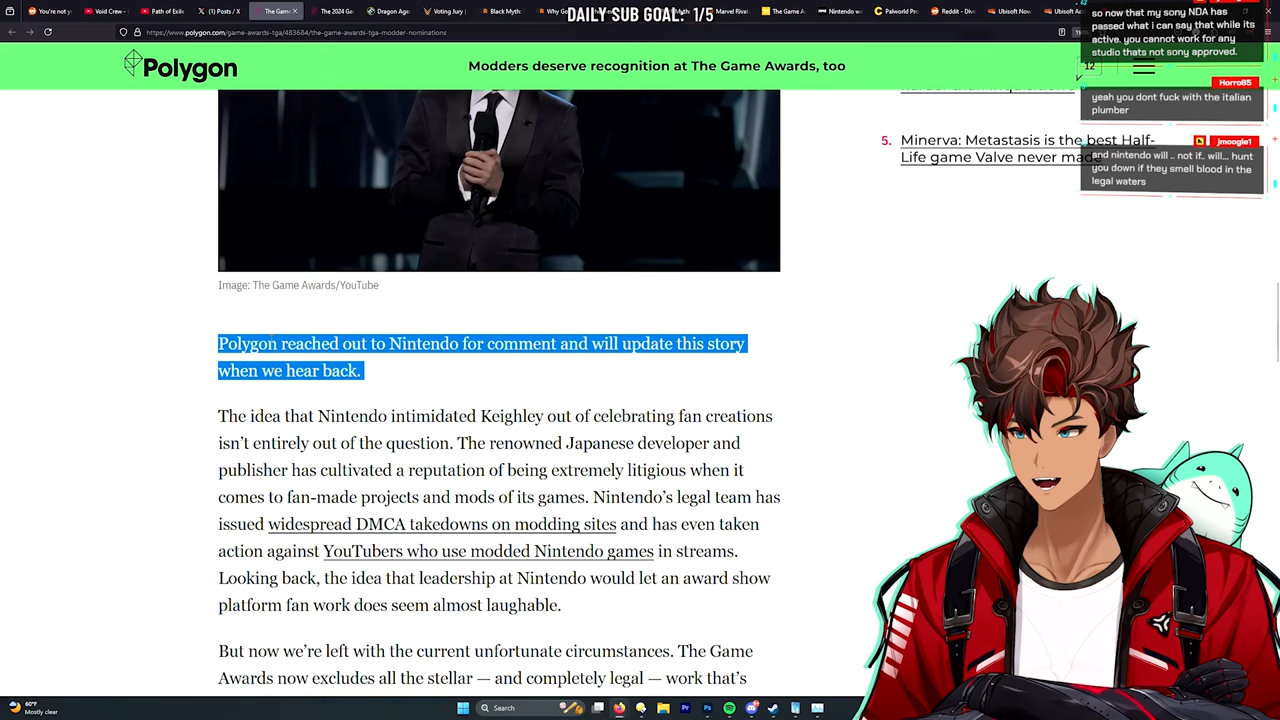 DAILY SUB GOAL: 1/5
You're not y
Void Crew -
Path of Exile
(1) Posts / X
The Game
The 2024 Ga
Dragon Age
Voting Jury
Black Myth
Why Go
Marvel Rival
The Game A
Nintendo w
Palworld Pr
Reddit - Div
Ubisoft Nov
Ubisoft Ad
https://www.polygon.com/game-awards-tga/483684/the-game-awards-tga-modder-nominations
so now that my sony NDA has
passed what i can say that while its
active. you cannot work for any
studio thats not sony approved.
Polygon
Modders deserve recognition at The Game Awards, too
12
Horro85
yeah you dont fuck with the italian
plumber
5. Minerva: Metastasis is the best Half-
Life game Valve never made
jmoogle1
and nintendo will .. not if.. will... hunt
you down if they smell blood in the
legal waters
Image: The Game Awards/YouTube
Polygon reached out to Nintendo for comment and will update this story
when we hear back.
The idea that Nintendo intimidated Keighley out of celebrating fan creations
isn't entirely out of the question. The renowned Japanese developer and
publisher has cultivated a reputation of being extremely litigious when it
comes to fan-made projects and mods of its games. Nintendo's legal team has
issued widespread DMCA takedowns on modding sites and has even taken
action against YouTubers who use modded Nintendo games in streams.
Looking back, the idea that leadership at Nintendo would let an award show
platform fan work does seem almost laughable.
But now we're left with the current unfortunate circumstances. The Game
Awards now excludes all the stellar — and completely legal — work that's
60°F
Mostly clear
Search